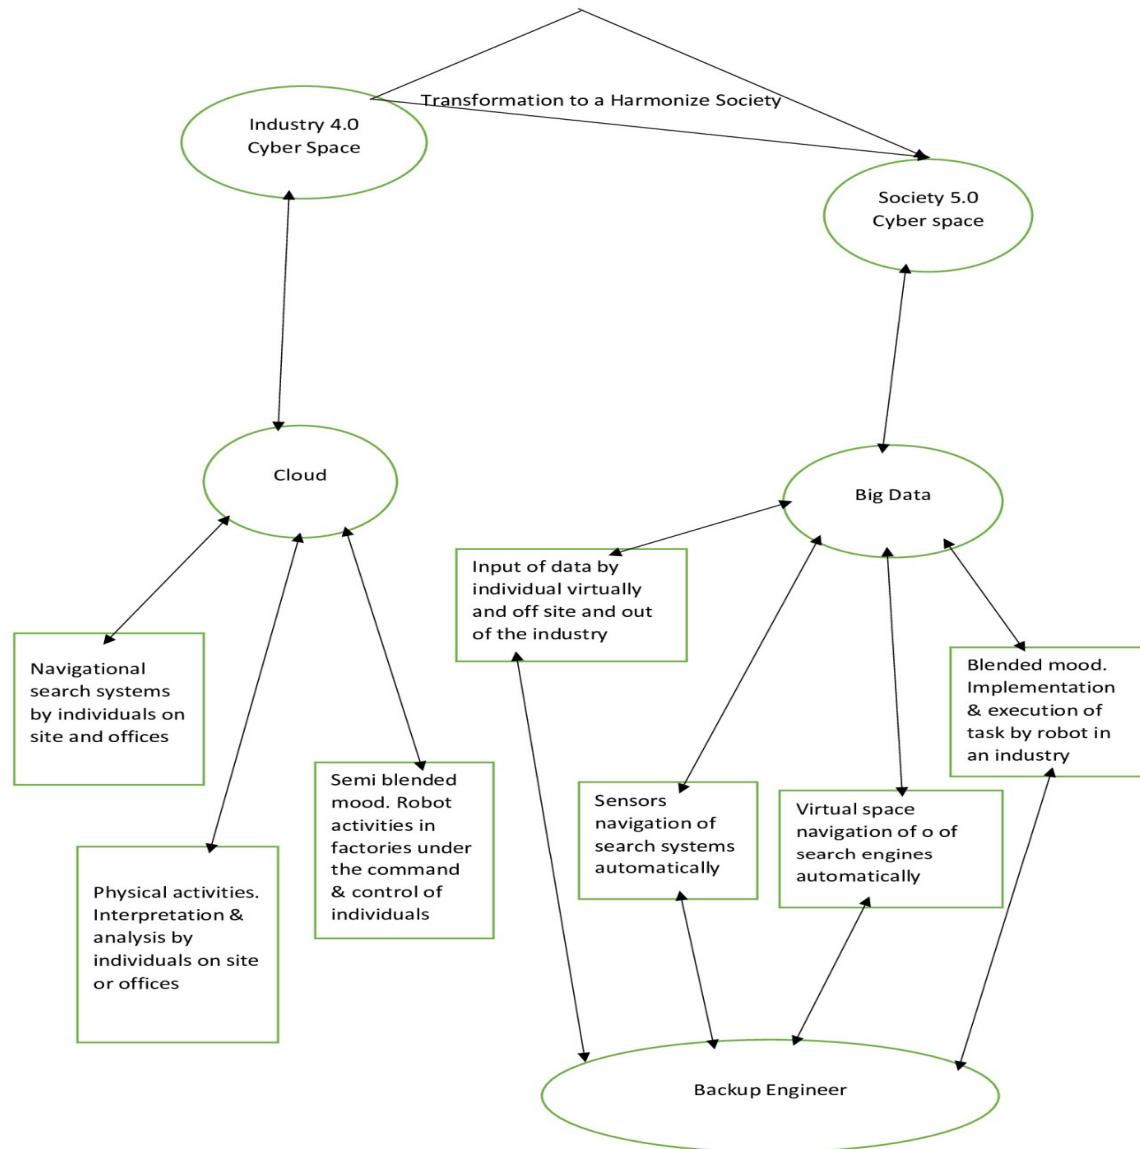 Transformation to a Harmonize Society
Industry 4.0
Cyber Space
Society 5.0
Cyber space
Cloud
Big Data
Input of data by
individual virtually
and off site and out
of the industry
Navigational
search systems
by individuals on
site and offices
Blended mood.
Implementation
& execution of
task by robot in
an industry
Semi blended
mood. Robot
activities in
factories under
the command
& control of
individuals
Sensors
navigation of
search systems
automatically
Virtual space
navigation of o of
search engines
automatically
Physical activities.
Interpretation &
analysis by
individuals on site
or offices
Backup Engineer